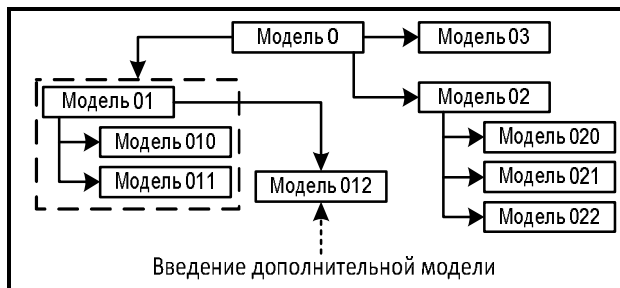 Модель 0
Модель 03
Модель 01
Модель 02
Модель 010
Модель 020
Модель 011
Модель 012
Модель 021
Модель 022
Введение дополнительной модели